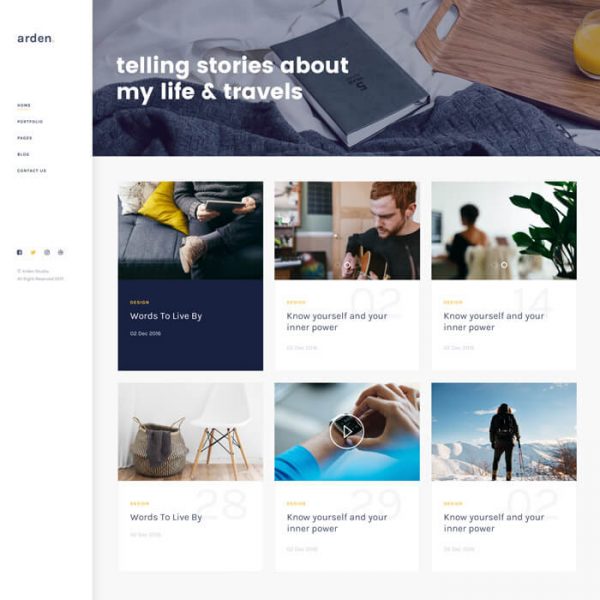 arden.
HOME
PORTFOLIO
PAGES
BLOG
CONTACT US
© Arden Studio
All Right Reserved 2017
telling stories about
my life & travels
DESIGN
Words To Live By
02 Dec 2016
02
DESIGN
Know yourself and your
inner power
02 Dec 2016
14
DESIGN
Know yourself and your
inner power
02 Dec 2016
28
DESIGN
Words To Live By
02 Dec 2016
29
DESIGN
Know yourself and your
inner power
02 Dec 2016
02
DESIGN
Know yourself and your
inner power
02 Dec 2016